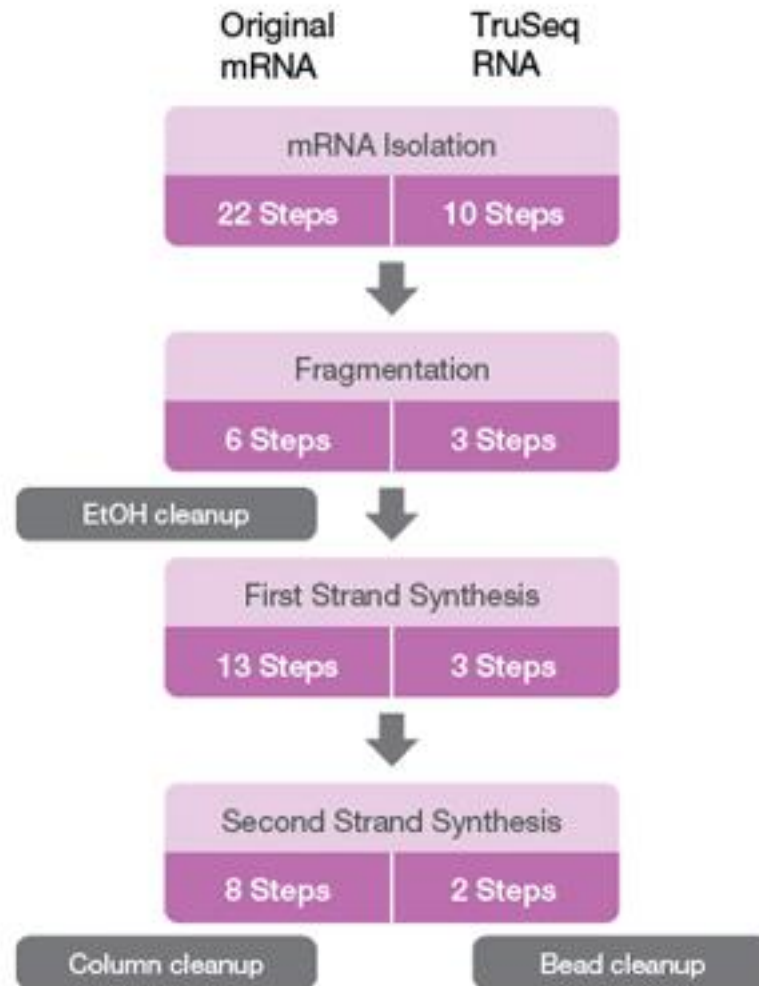 Original
mRNA
TruSeq
RNA
mRNA Isolation
22 Steps 10 Steps
Fragmentation
6 Steps 3 Steps
EtOH cleanup
First Strand Synthesis
13 Steps 3 Steps
Second Strand Synthesis
8 Steps 2 Steps
Column cleanup Bead cleanup